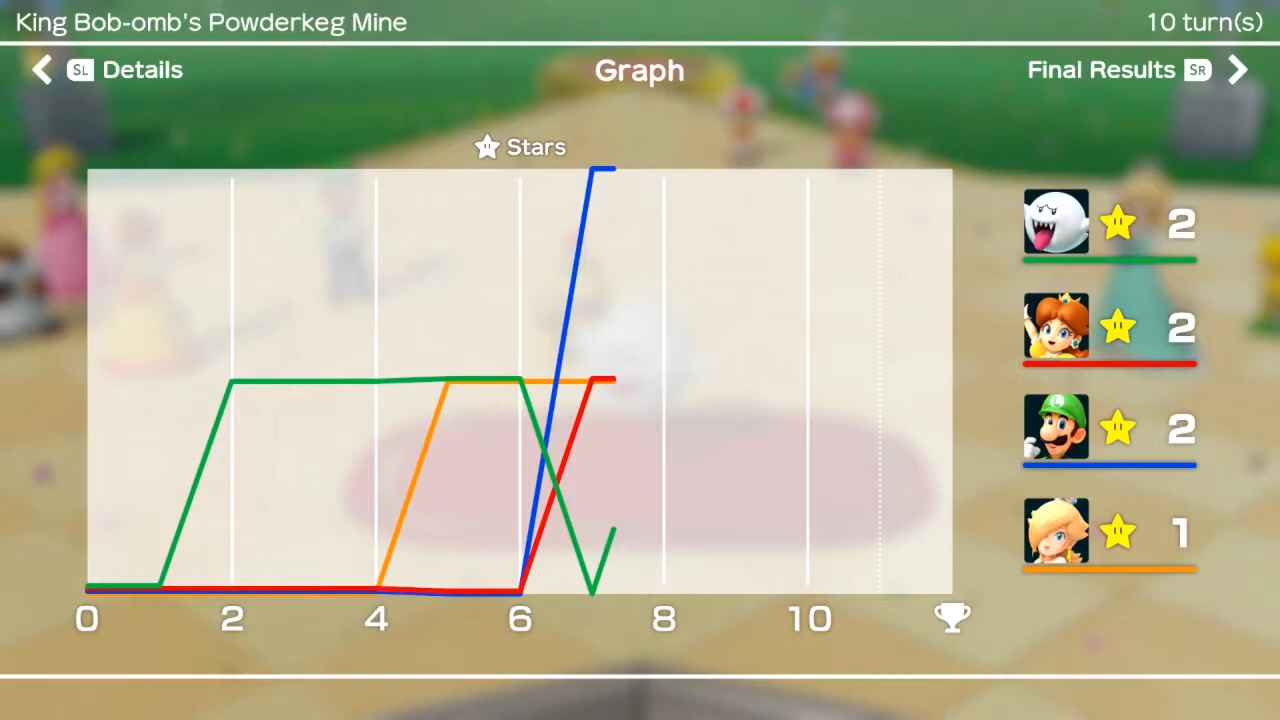 King Bob-omb's Powderkeg Mine
10 turn(s)
SL Details
Graph
Final Results SR
Stars
2
2
2
1
0 2 4 6 8 10